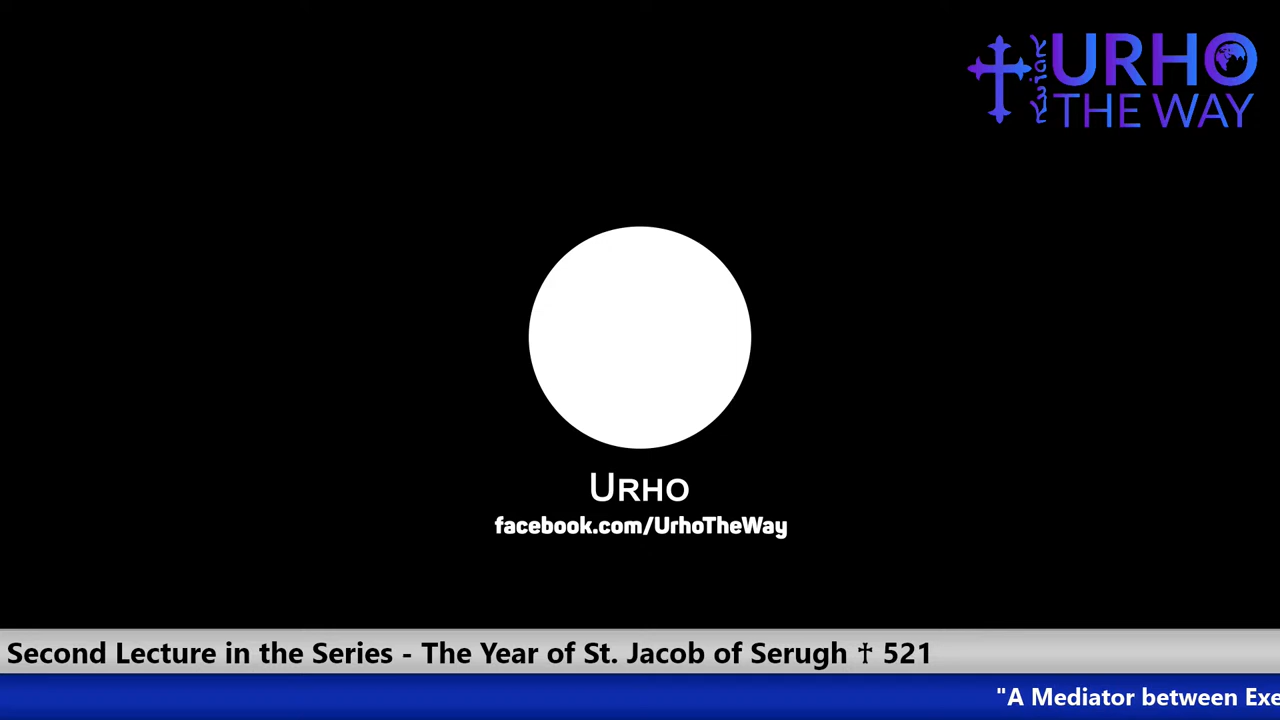 URHO
THE WAY
Urho
facebook.com/UrhoTheWay
Second Lecture in the Series - The Year of St. Jacob of Serugh ☥ 521
"A Mediator between Exe